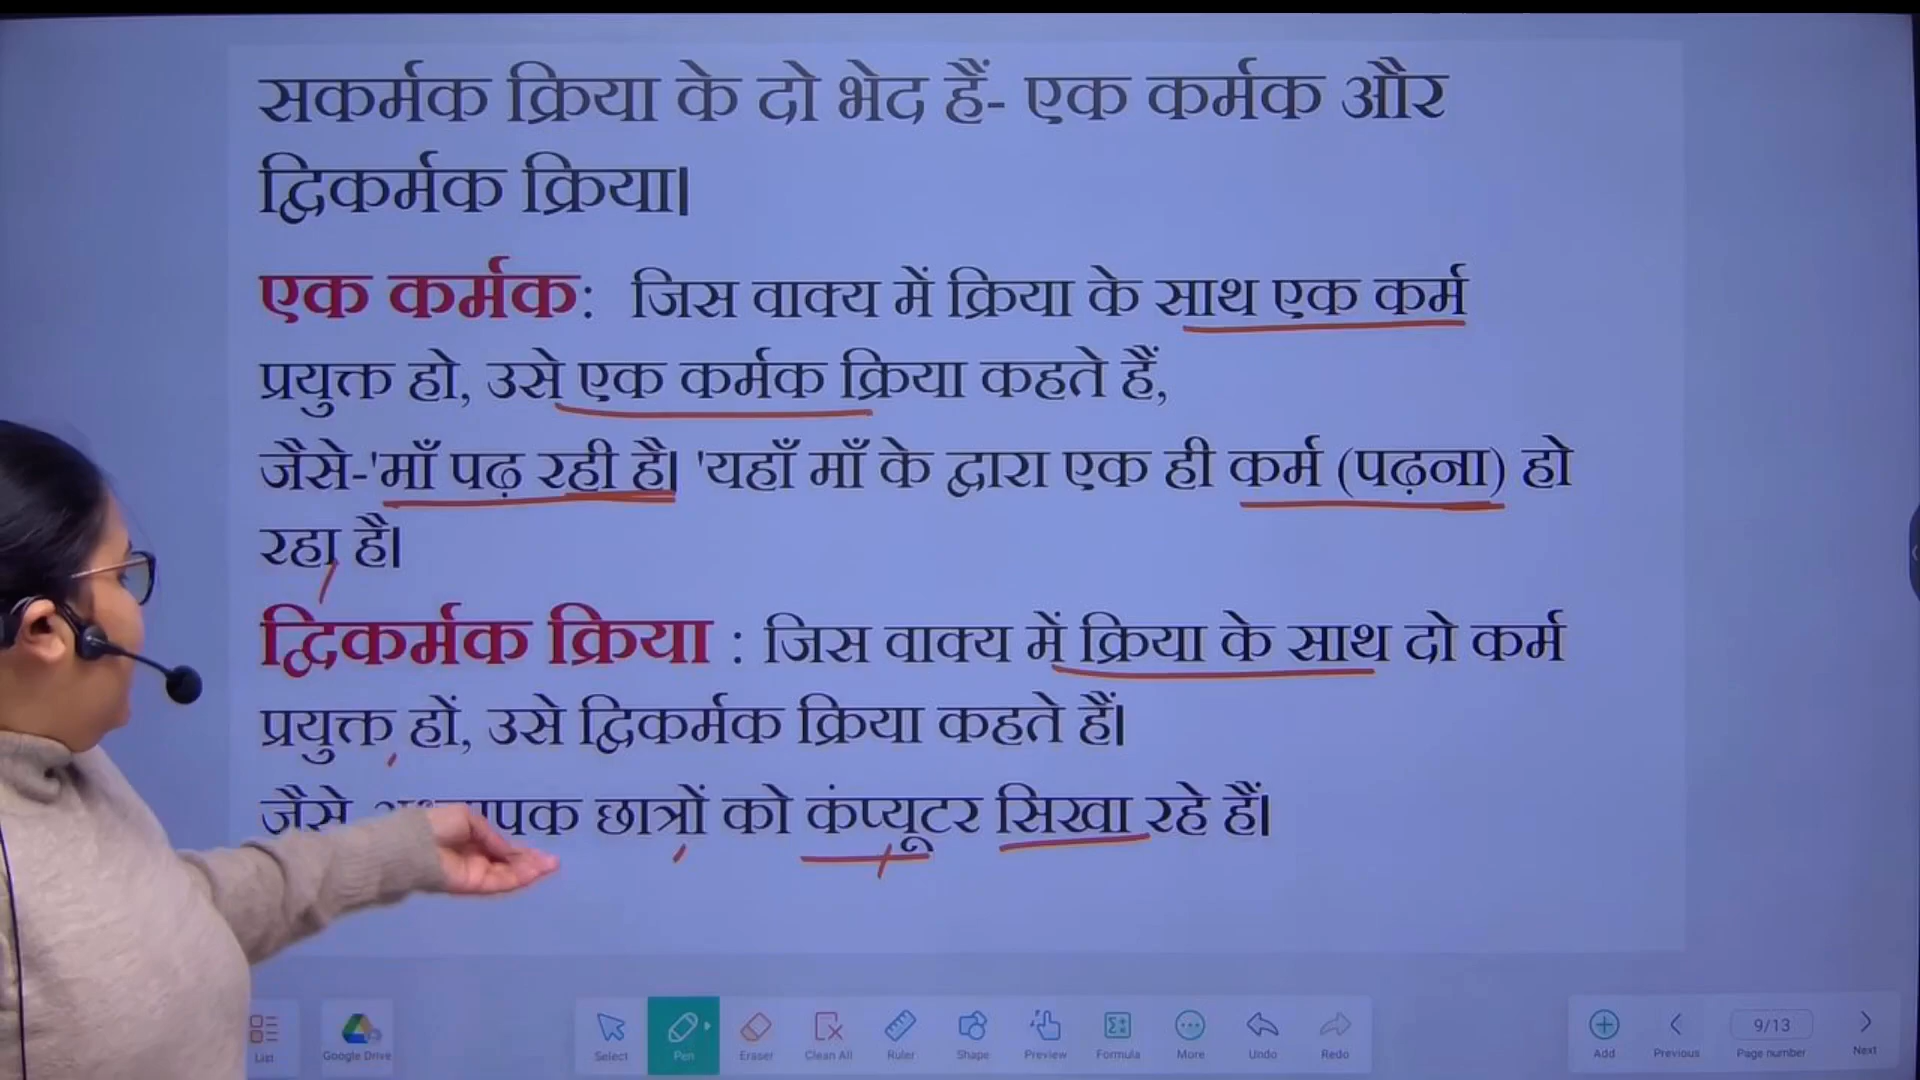 सकर्मक क्रिया के दो भेद हैं- एक कर्मक और
द्विकर्मक क्रिया।
एक कर्मक: जिस वाक्य में क्रिया के साथ एक कर्म
प्रयुक्त हो, उसे एक कर्मक क्रिया कहते हैं,
जैसे-'माँ पढ़ रही है। 'यहाँ माँ के द्वारा एक ही कर्म (पढ़ना) हो
रहा है।
द्विकर्मक क्रिया : जिस वाक्य में क्रिया के साथ दो कर्म
प्रयुक्त हों, उसे द्विकर्मक क्रिया कहते हैं।
जैसे छात्रों को कंप्यूटर सिखा रहे हैं।
List
Google Drive
Select
Pen
Eraser
Clean All
Ruler
Shape
Preview
Formula
More
Undo
Redo
Add
Previous
9/13
Page number
Next